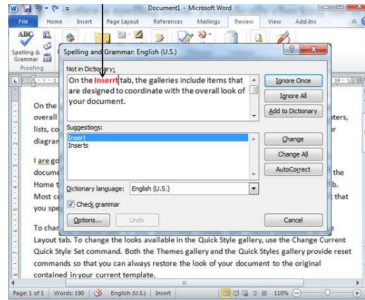 Document1 - Microsoft Word
File Home Insert Page Layout References Mailings Review View Add-Ins
ABC
Spelling &
Grammar
Proofing
Spelling and Grammar: English (U.S.)
Not in Dictionary:
On the Inserrt tab, the galleries include items that
are designed to coordinate with the overall look of
your document.
Ignore Once
Ignore All
Add to Dictionary
Suggestions:
Insert
Inserts
Change
Change All
AutoCorrect
Dictionary language: English (U.S.)
Check grammar
Options... Undo Cancel
On the
overall
lists, co
diagrar
I are go
docume
Home t
Most c
you spe
To char
Layout tab. To change the looks available in the Quick Style gallery, use the Change Current
Quick Style Set command. Both the Themes gallery and the Quick Styles gallery provide reset
commands so that you can always restore the look of your document to the original
contained in your current template.
Page: 1 of 1 Words: 190 English (U.S.) Insert 110%